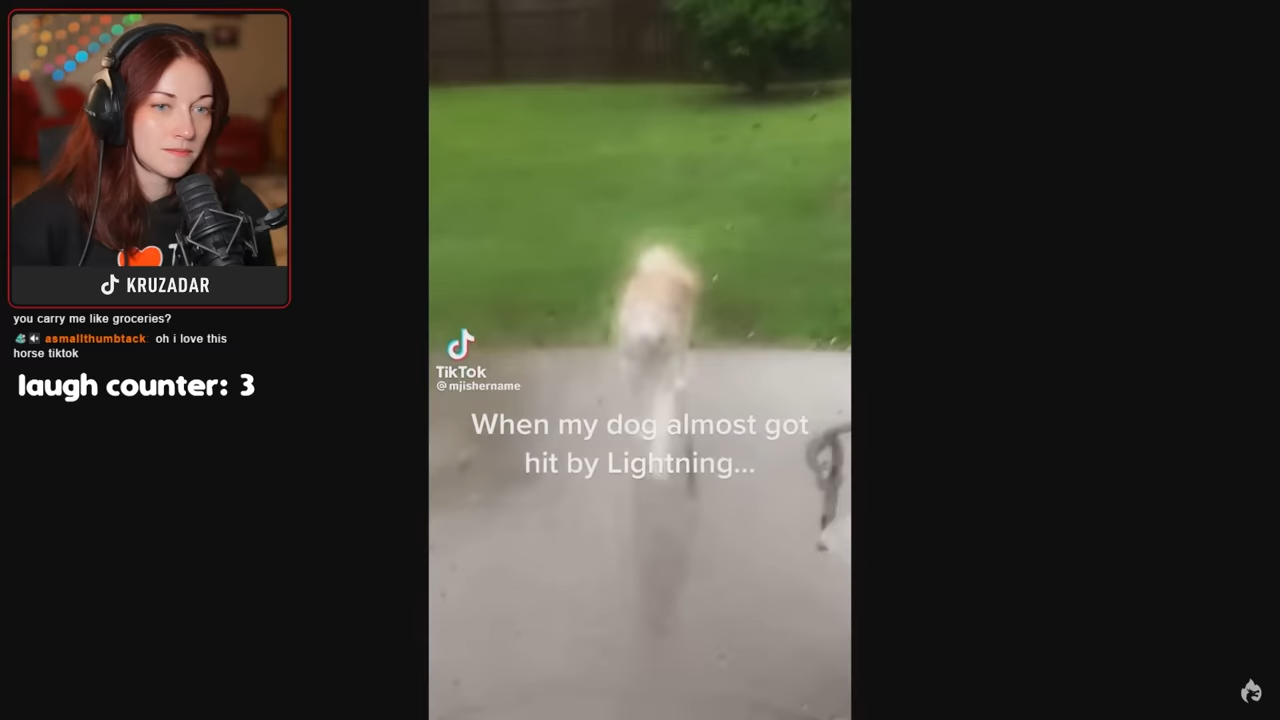 KRUZADAR
you carry me like groceries?
asmallthumbtack: oh i love this
horse tiktok
laugh counter: 3
TikTok
@mjishername
When my dog almost got
hit by Lightning...